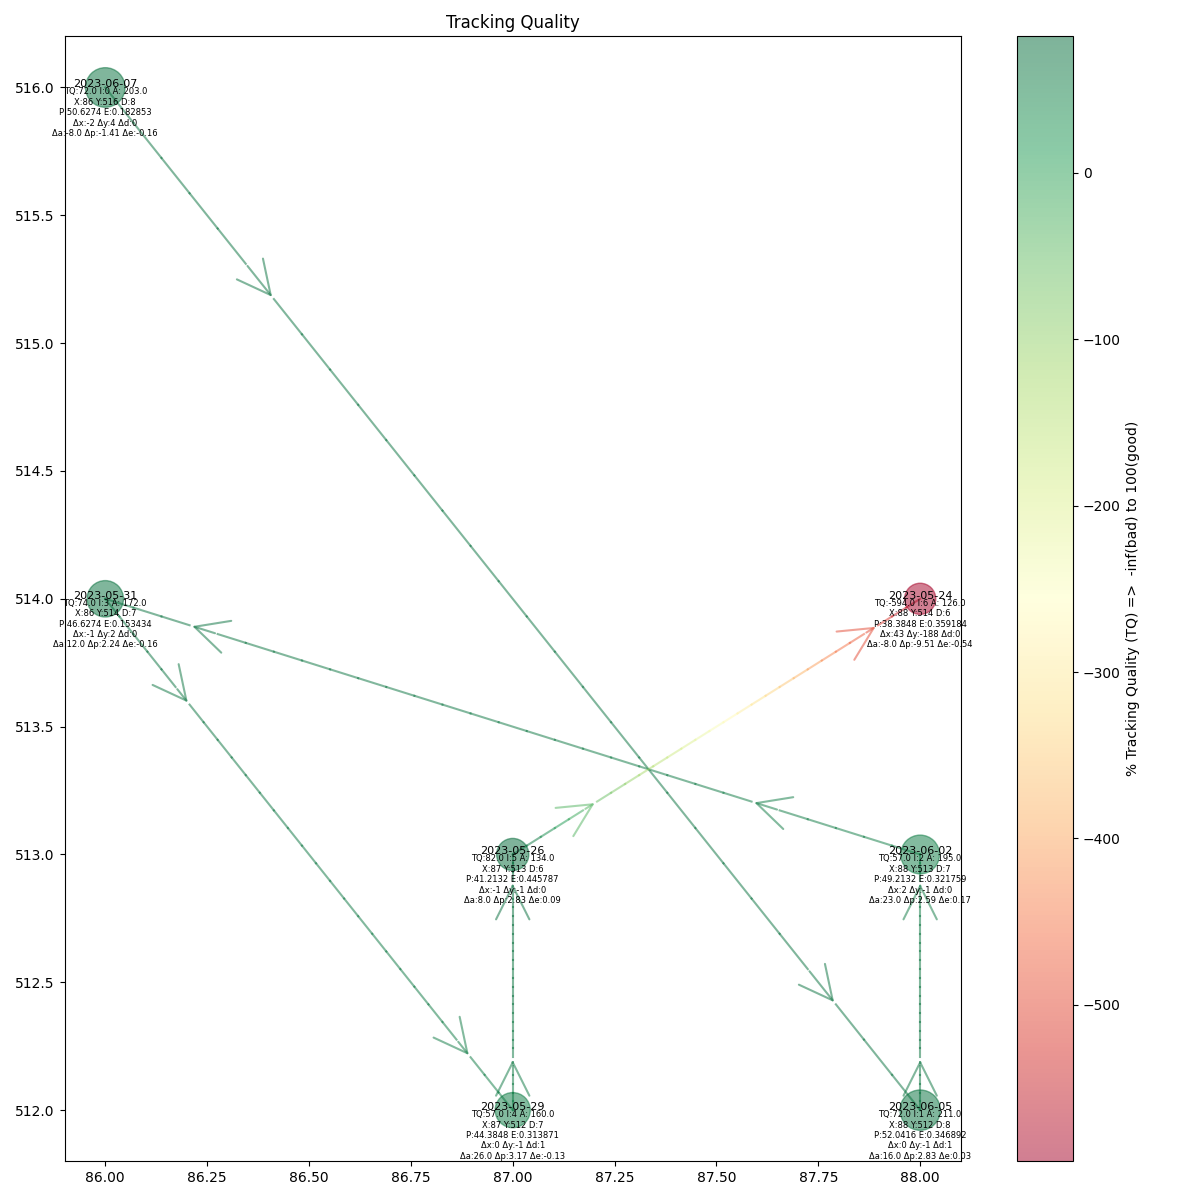 Tracking Quality
516.0
515.5
515.0
514.5
514.0
513.5
513.0
512.5
512.0
2023-06-07
TQ:72.0 I:0 A: 203.0
X:86 Y:516 D:8
P:50.6274 E:0.182853
Δx:-2 Δy:4 Δd:0
Δa:-8.0 Δp:-1.41 Δe:-0.16
2023-05-31
TQ:74.0 I:3 A: 172.0
X:86 Y:514 D:7
P:46.6274 E:0.153434
Δx:-1 Δy:2 Δd:0
Δa:12.0 Δp:2.24 Δe:-0.16
2023-05-24
TQ:-594.0 I:6 A: 126.0
X:88 Y:514 D:6
P:38.3848 E:0.359184
Δx:43 Δy:-188 Δd:0
Δa:-8.0 Δp:-9.51 Δe:-0.54
2023-05-26
TQ:82.0 I:5 A: 134.0
X:87 Y:513 D:6
P:41.2132 E:0.445787
Δx:-1 Δy:-1 Δd:0
Δa:8.0 Δp:2.83 Δe:0.09
2023-06-02
TQ:57.0 I:2 A: 195.0
X:88 Y:513 D:7
P:49.2132 E:0.321759
Δx:2 Δy:-1 Δd:0
Δa:23.0 Δp:2.59 Δe:0.17
2023-05-29
TQ:57.0 I:4 A: 160.0
X:87 Y:512 D:7
P:44.3848 E:0.313871
Δx:0 Δy:-1 Δd:1
Δa:26.0 Δp:3.17 Δe:-0.13
2023-06-05
TQ:72.0 I:1 A: 211.0
X:88 Y:512 D:8
P:52.0416 E:0.346892
Δx:0 Δy:-1 Δd:1
Δa:16.0 Δp:2.83 Δe:0.03
86.00 86.25 86.50 86.75 87.00 87.25 87.50 87.75 88.00
0
−100
−200
−300
−400
−500
% Tracking Quality (TQ) => -inf(bad) to 100(good)